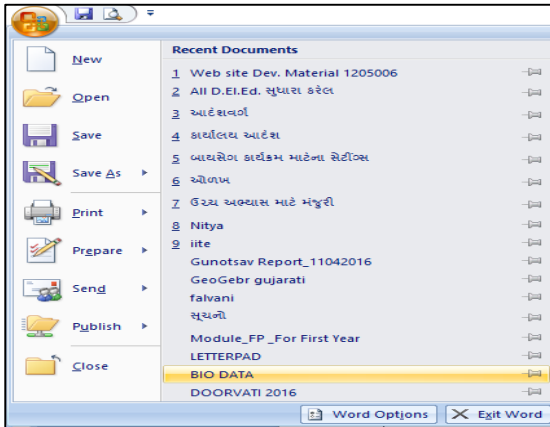 New
Open
Save
Save As
Print
Prepare
Send
Publish
Close
Recent Documents
1 Web site Dev. Material 1205006
2 All D.El.Ed. સુધારા કરેલ
3 આદેશવર્ગ
4 કાર્યાલય આદેશ
5 બાયસેગ કાર્યક્રમ માટેના સેટીંગ્સ
6 ઓળખ
7 ઉચ્ચ અભ્યાસ માટે મંજુરી
8 Nitya
9 iite
Gunotsav Report_11042016
GeoGebr gujarati
falvani
સૂચનો
Module_FP _For First Year
LETTERPAD
BIO DATA
DOORVATI 2016
Word Options
Exit Word